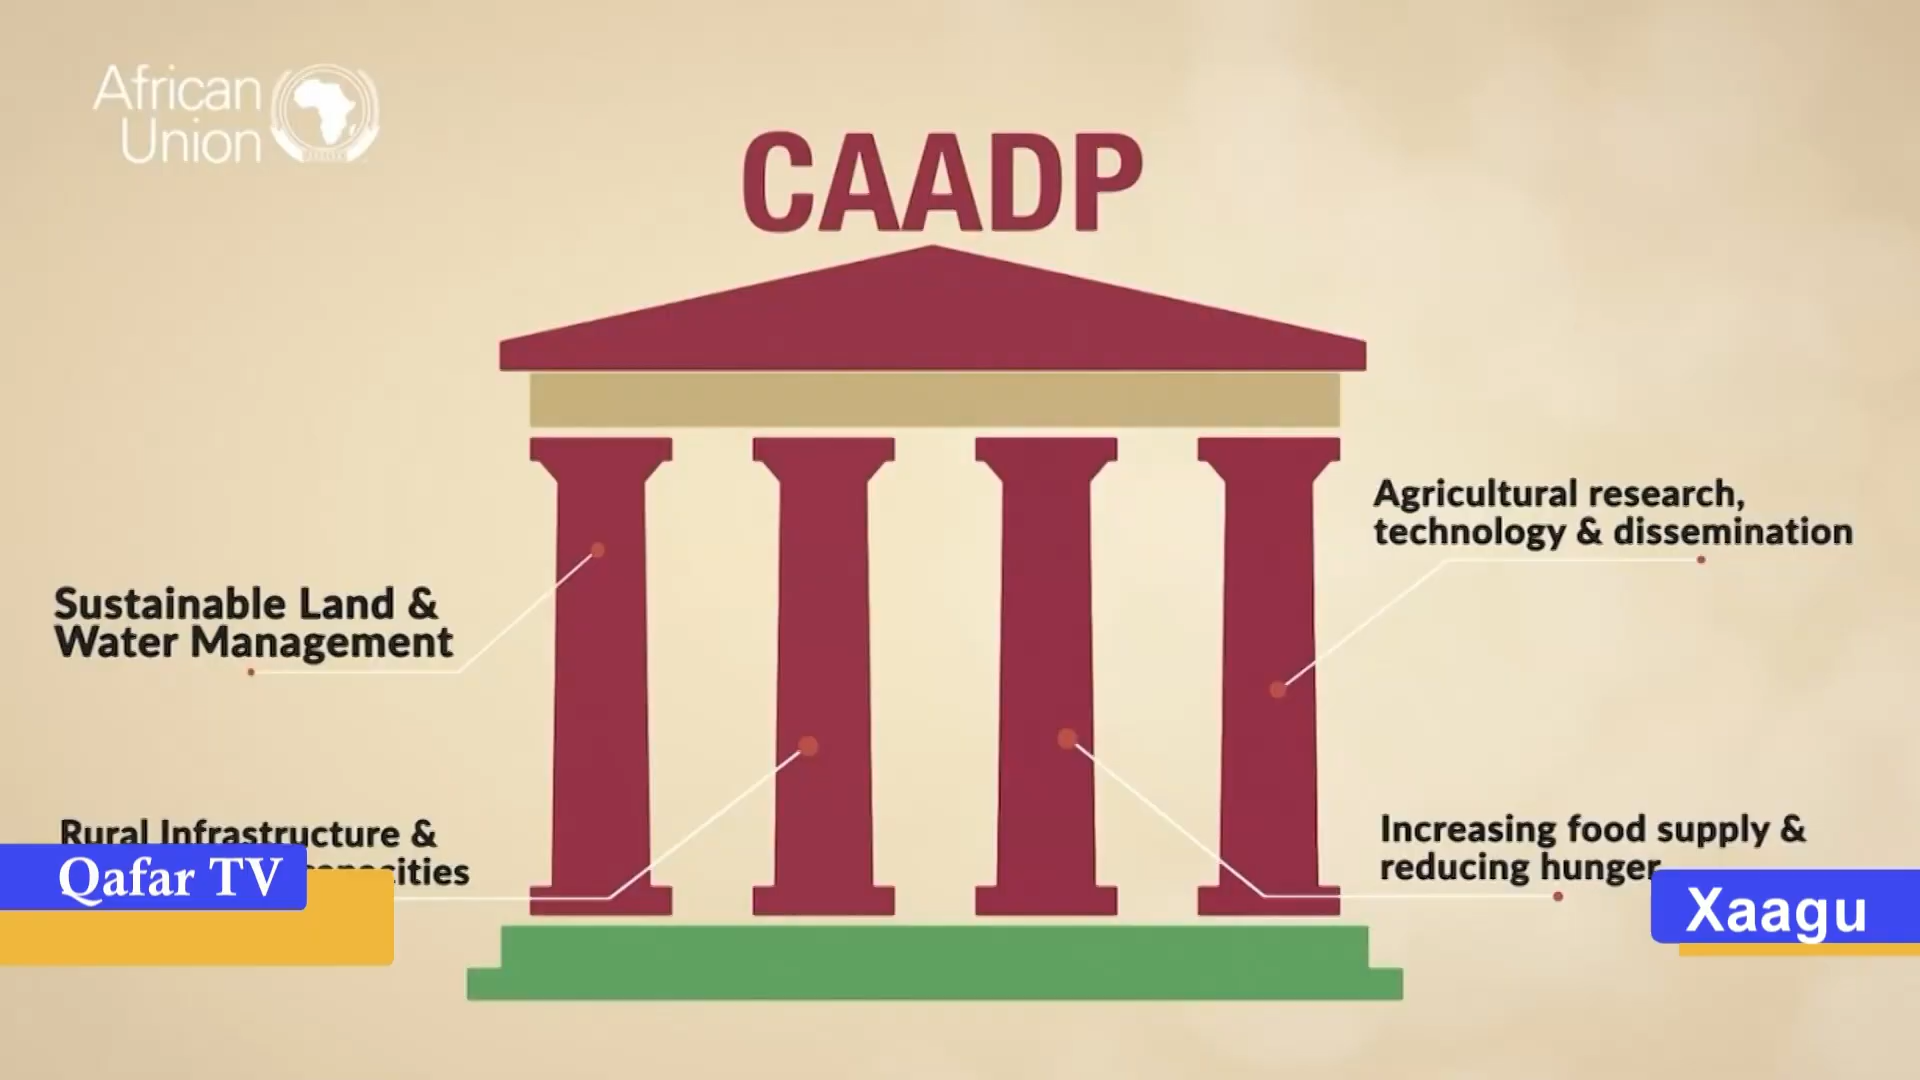 African
Union
CAADP
Agricultural research,
technology & dissemination
Sustainable Land &
Water Management
Rural Infrastructure &
Increasing food supply &
reducing hunger
Qafar TV
Xaagu